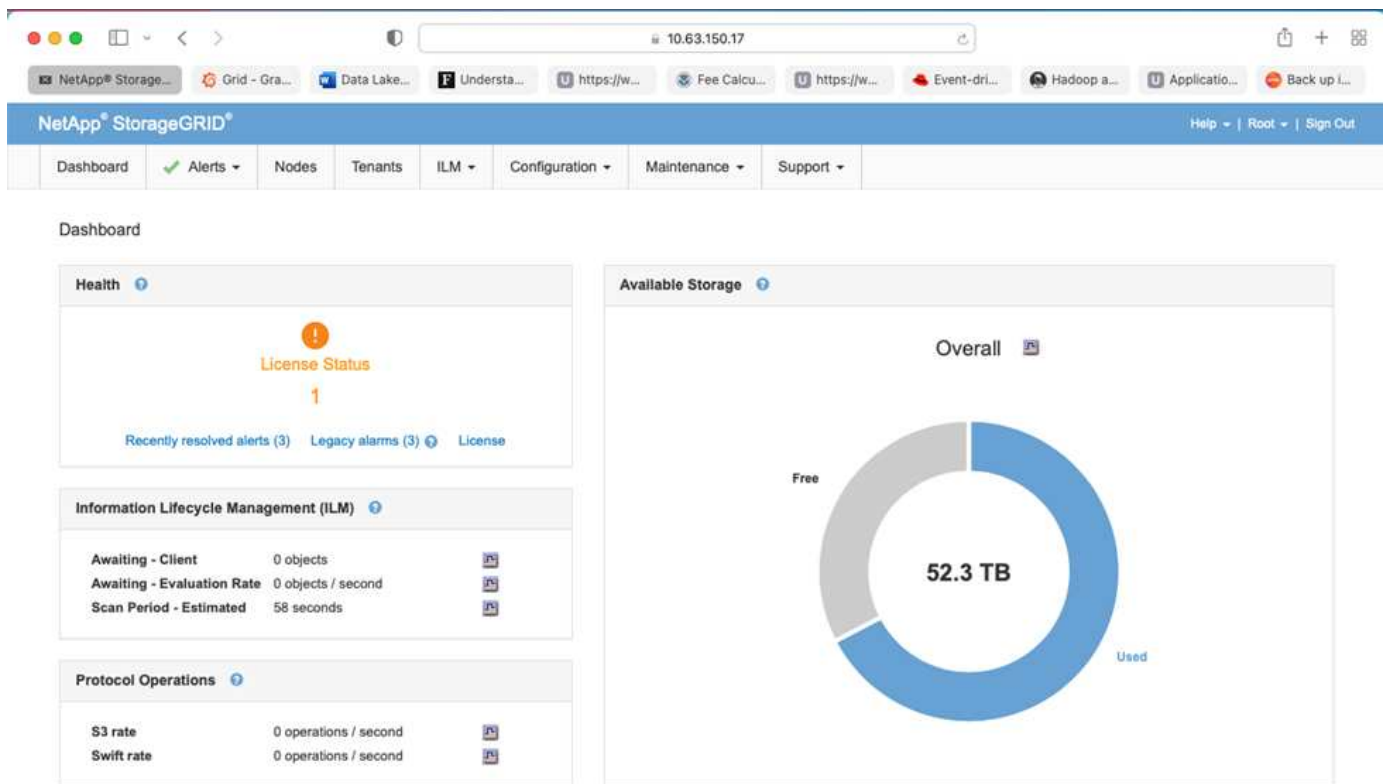 10.63.150.17
NetApp® Storage... Grid - Gra... Data Lake... Understa... https://w... Fee Calcu... https://w... Event-dri... Hadoop a... Applicatio... Back up i...
NetApp® StorageGRID® Help | Root | Sign Out
Dashboard Alerts Nodes Tenants ILM Configuration Maintenance Support
Dashboard
Health
License Status
1
Recently resolved alerts (3) Legacy alarms (3) License
Information Lifecycle Management (ILM)
Awaiting - Client 0 objects
Awaiting - Evaluation Rate 0 objects / second
Scan Period - Estimated 58 seconds
Protocol Operations
S3 rate 0 operations / second
Swift rate 0 operations / second
Available Storage
Overall
Free
52.3 TB
Used